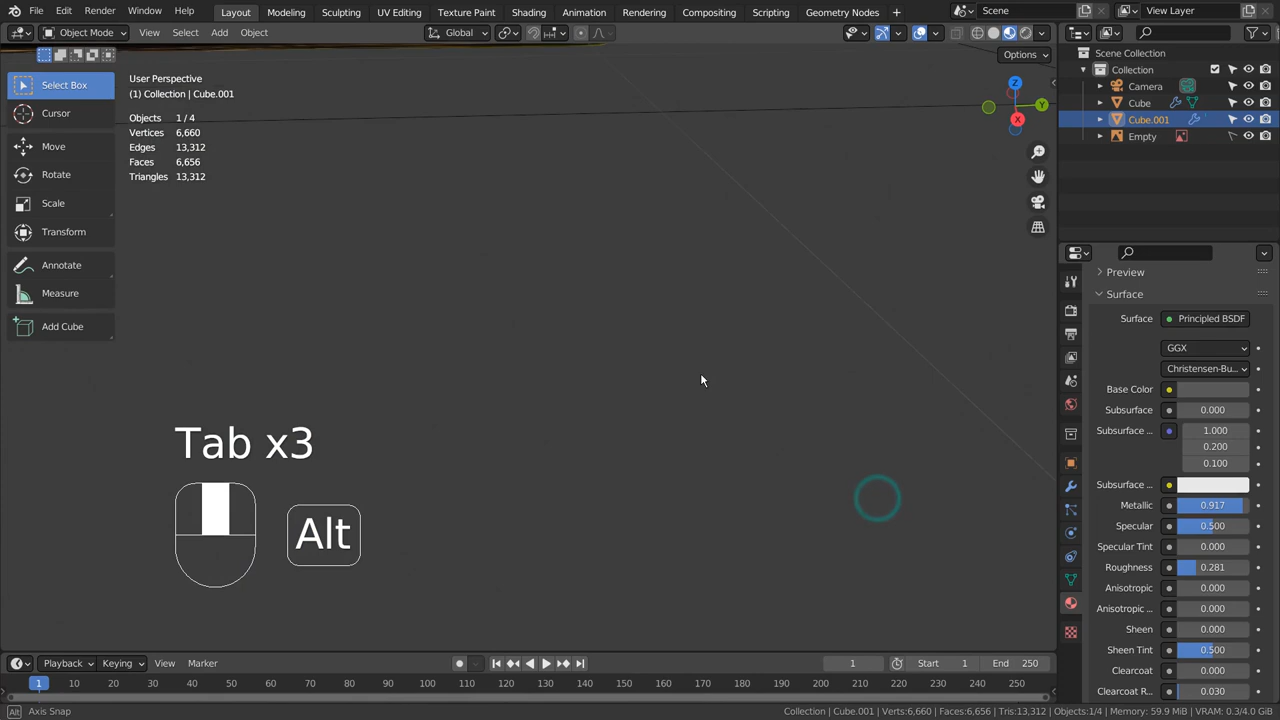 File Edit Render Window Help Layout Modeling Sculpting UV Editing Texture Paint Shading Animation Rendering Compositing Scripting Geometry Nodes + Scene View Layer
Object Mode View Select Add Object Global
Options
Select Box
Cursor
Move
Rotate
Scale
Transform
Annotate
Measure
Add Cube
User Perspective
(1) Collection | Cube.001
Objects 1 / 4
Vertices 6,660
Edges 13,312
Faces 6,656
Triangles 13,312
Z
Y
X
Tab x3
Alt
Scene Collection
Collection
Camera
Cube
Cube.001
Empty
Preview
Surface
Surface Principled BSDF
GGX
Christensen-Bu...
Base Color
Subsurface 0.000
Subsurface ... 1.000
0.200
0.100
Subsurface ...
Metallic 0.917
Specular 0.500
Specular Tint 0.000
Roughness 0.281
Anisotropic 0.000
Anisotropic ... 0.000
Sheen 0.000
Sheen Tint 0.500
Clearcoat 0.000
Clearcoat R... 0.030
Playback Keying View Marker 1 Start 1 End 250
1 10 20 30 40 50 60 70 80 90 100 110 120 130 140 150 160 170 180 190 200 210 220 230 240 250
Alt Axis Snap Collection | Cube.001 | Verts:6,660 | Faces:6,656 | Tris:13,312 | Objects:1/4 | Memory: 59.9 MiB | VRAM: 0.3/4.0 GiB